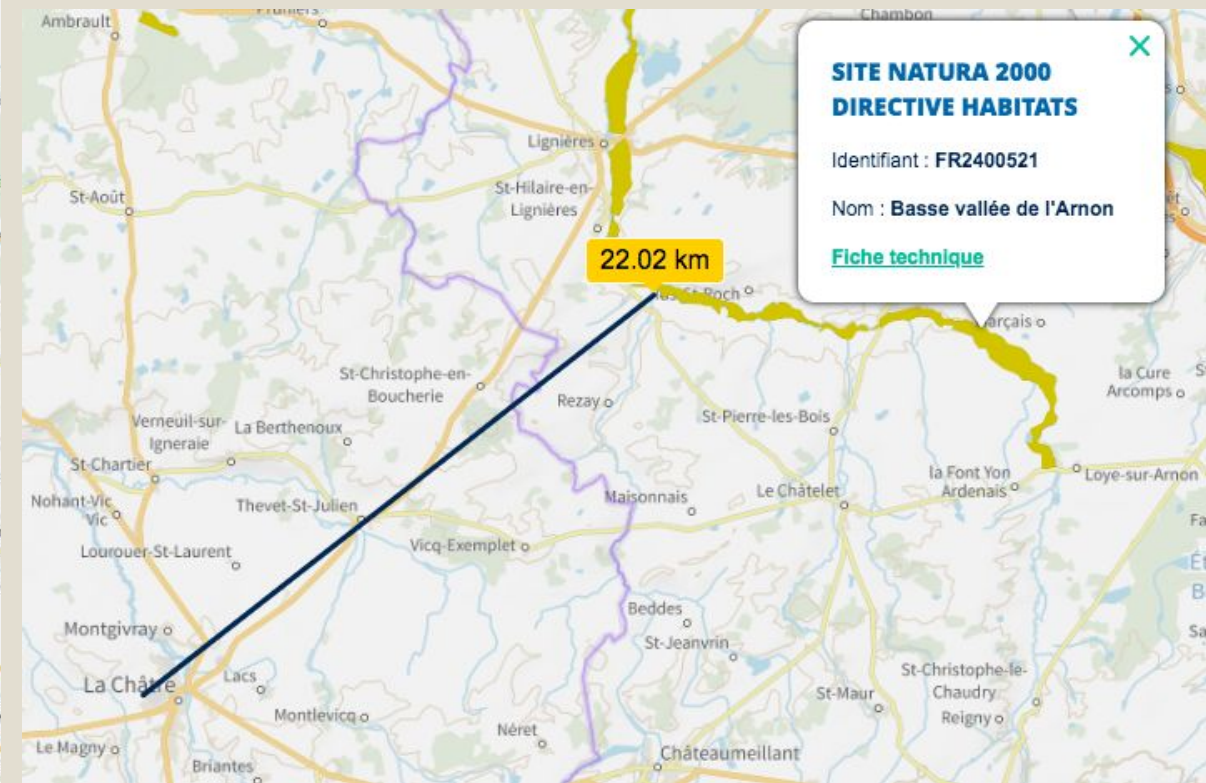 Ambrault
Pruniers
Chambon
SITE NATURA 2000
DIRECTIVE HABITATS
Identifiant : FR2400521
Nom : Basse vallée de l'Arnon
Fiche technique
Lignières
St-Hilaire-en-
Lignières
St-Août
22.02 km
St-Roch
la Cure
Arcomps
St-Christophe-en-
Boucherie
Rezay
St-Pierre-les-Bois
Verneuil-sur-
Igneraie
La Berthenoux
St-Chartier
la Font Yon
Ardenais
Loye-sur-Arnon
Nohant-Vic
Vic
Thevet-St-Julien
Maisonnais
Le Châtelet
Lourouer-St-Laurent
Vicq-Exemplet
Beddes
St-Jeanvrin
Montgivray
La Châtre
Lacs
St-Christophe-le-
Chaudry
St-Maur
Reigny
Montlevicq
Néret
Le Magny
Briantes
Châteaumeillant